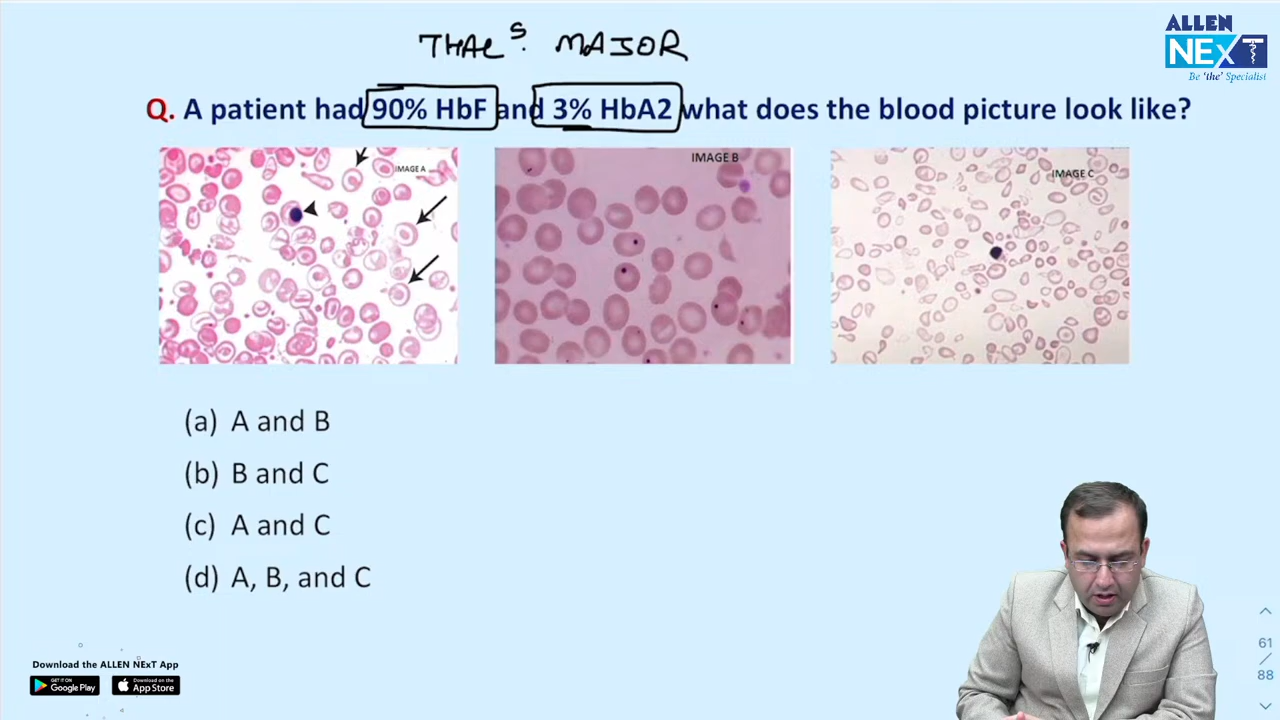 THALS. MAJOR
ALLEN
NExT
Be 'the' Specialist
Q. A patient had 90% HbF and 3% HbA2 what does the blood picture look like?
IMAGE A
IMAGE B
IMAGE C
(a) A and B
(b) B and C
(c) A and C
(d) A, B, and C
61
/
88
Download the ALLEN NExT App
GET IT ON
Google Play
Download on the
App Store